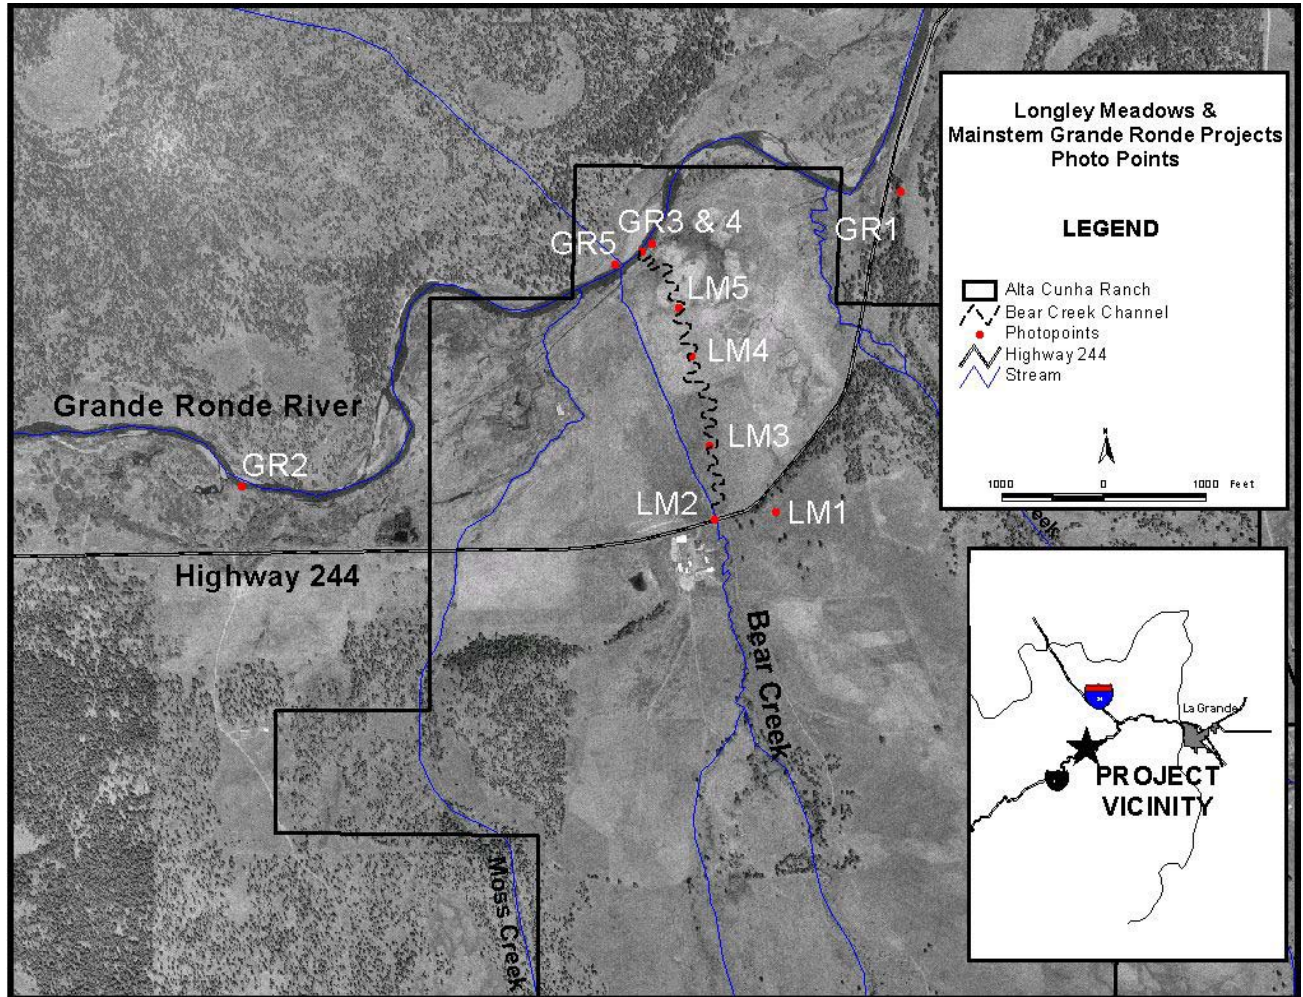 Longley Meadows &
Mainstem Grande Ronde Projects
Photo Points
LEGEND
Alta Cunha Ranch
Bear Creek Channel
Photopoints
Highway 244
Stream
N
1000 0 1000 Feet
GR3 & 4
GR5
GR1
LM5
LM4
Grande Ronde River
LM3
GR2
LM2
LM1
Highway 244
Bear Creek
Moss Creek
La Grande
PROJECT
VICINITY